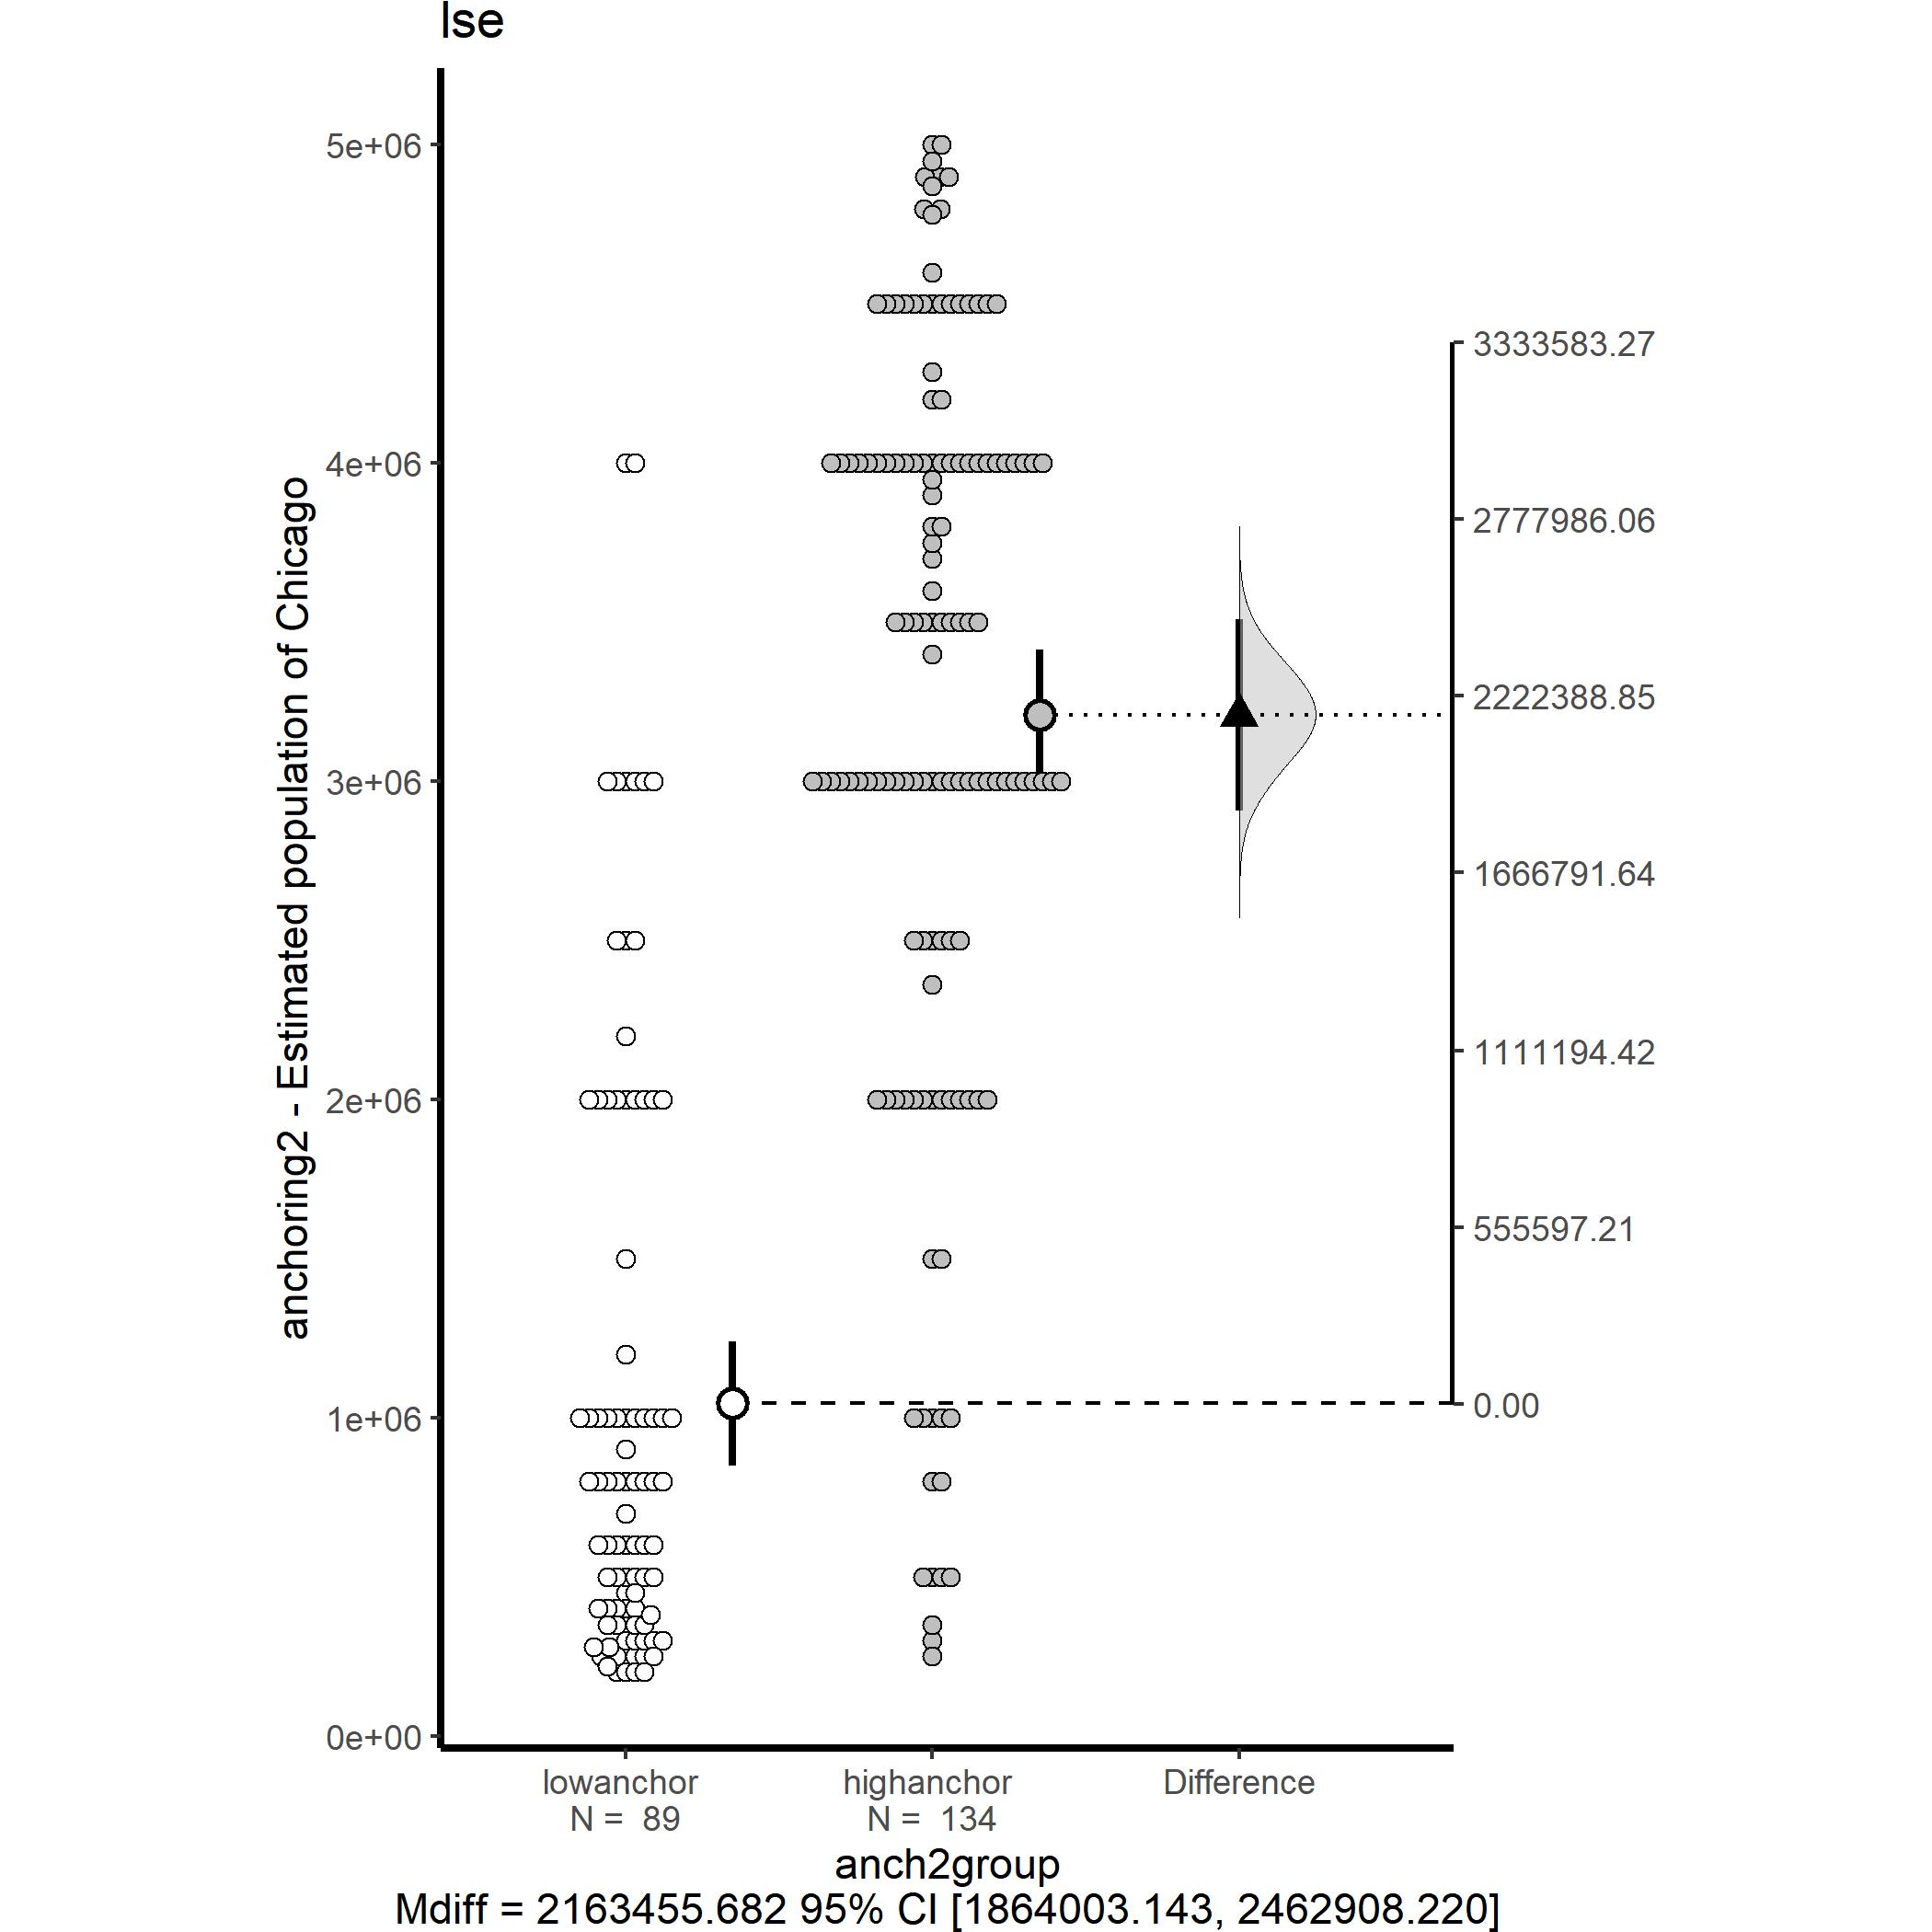 lse
anchoring2 - Estimated population of Chicago
5e+06
4e+06
3e+06
2e+06
1e+06
0e+00
3333583.27
2777986.06
2222388.85
1666791.64
1111194.42
555597.21
0.00
lowanchor
N =  89
highanchor
N =  134
Difference
anch2group
Mdiff = 2163455.682 95% CI [1864003.143, 2462908.220]